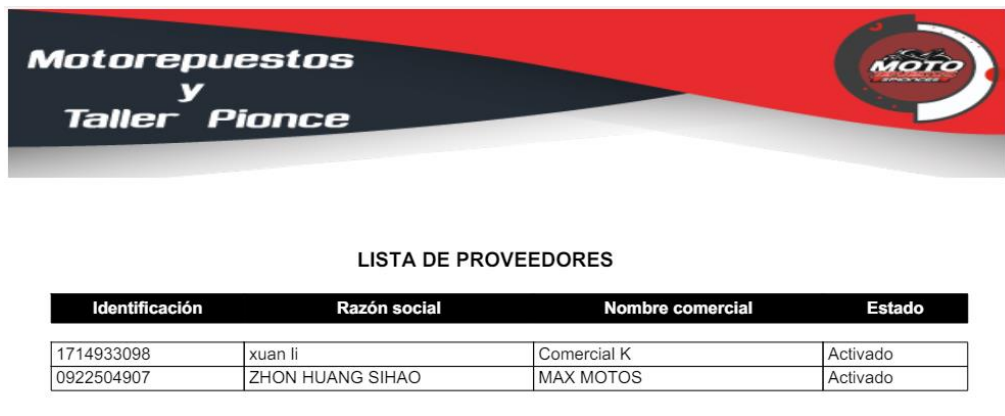 Motorepuestos
y
Taller Pionce
MOTO
LISTA DE PROVEEDORES
Identificación Razón social Nombre comercial Estado
1714933098 xuan li Comercial K Activado
0922504907 ZHON HUANG SIHAO MAX MOTOS Activado